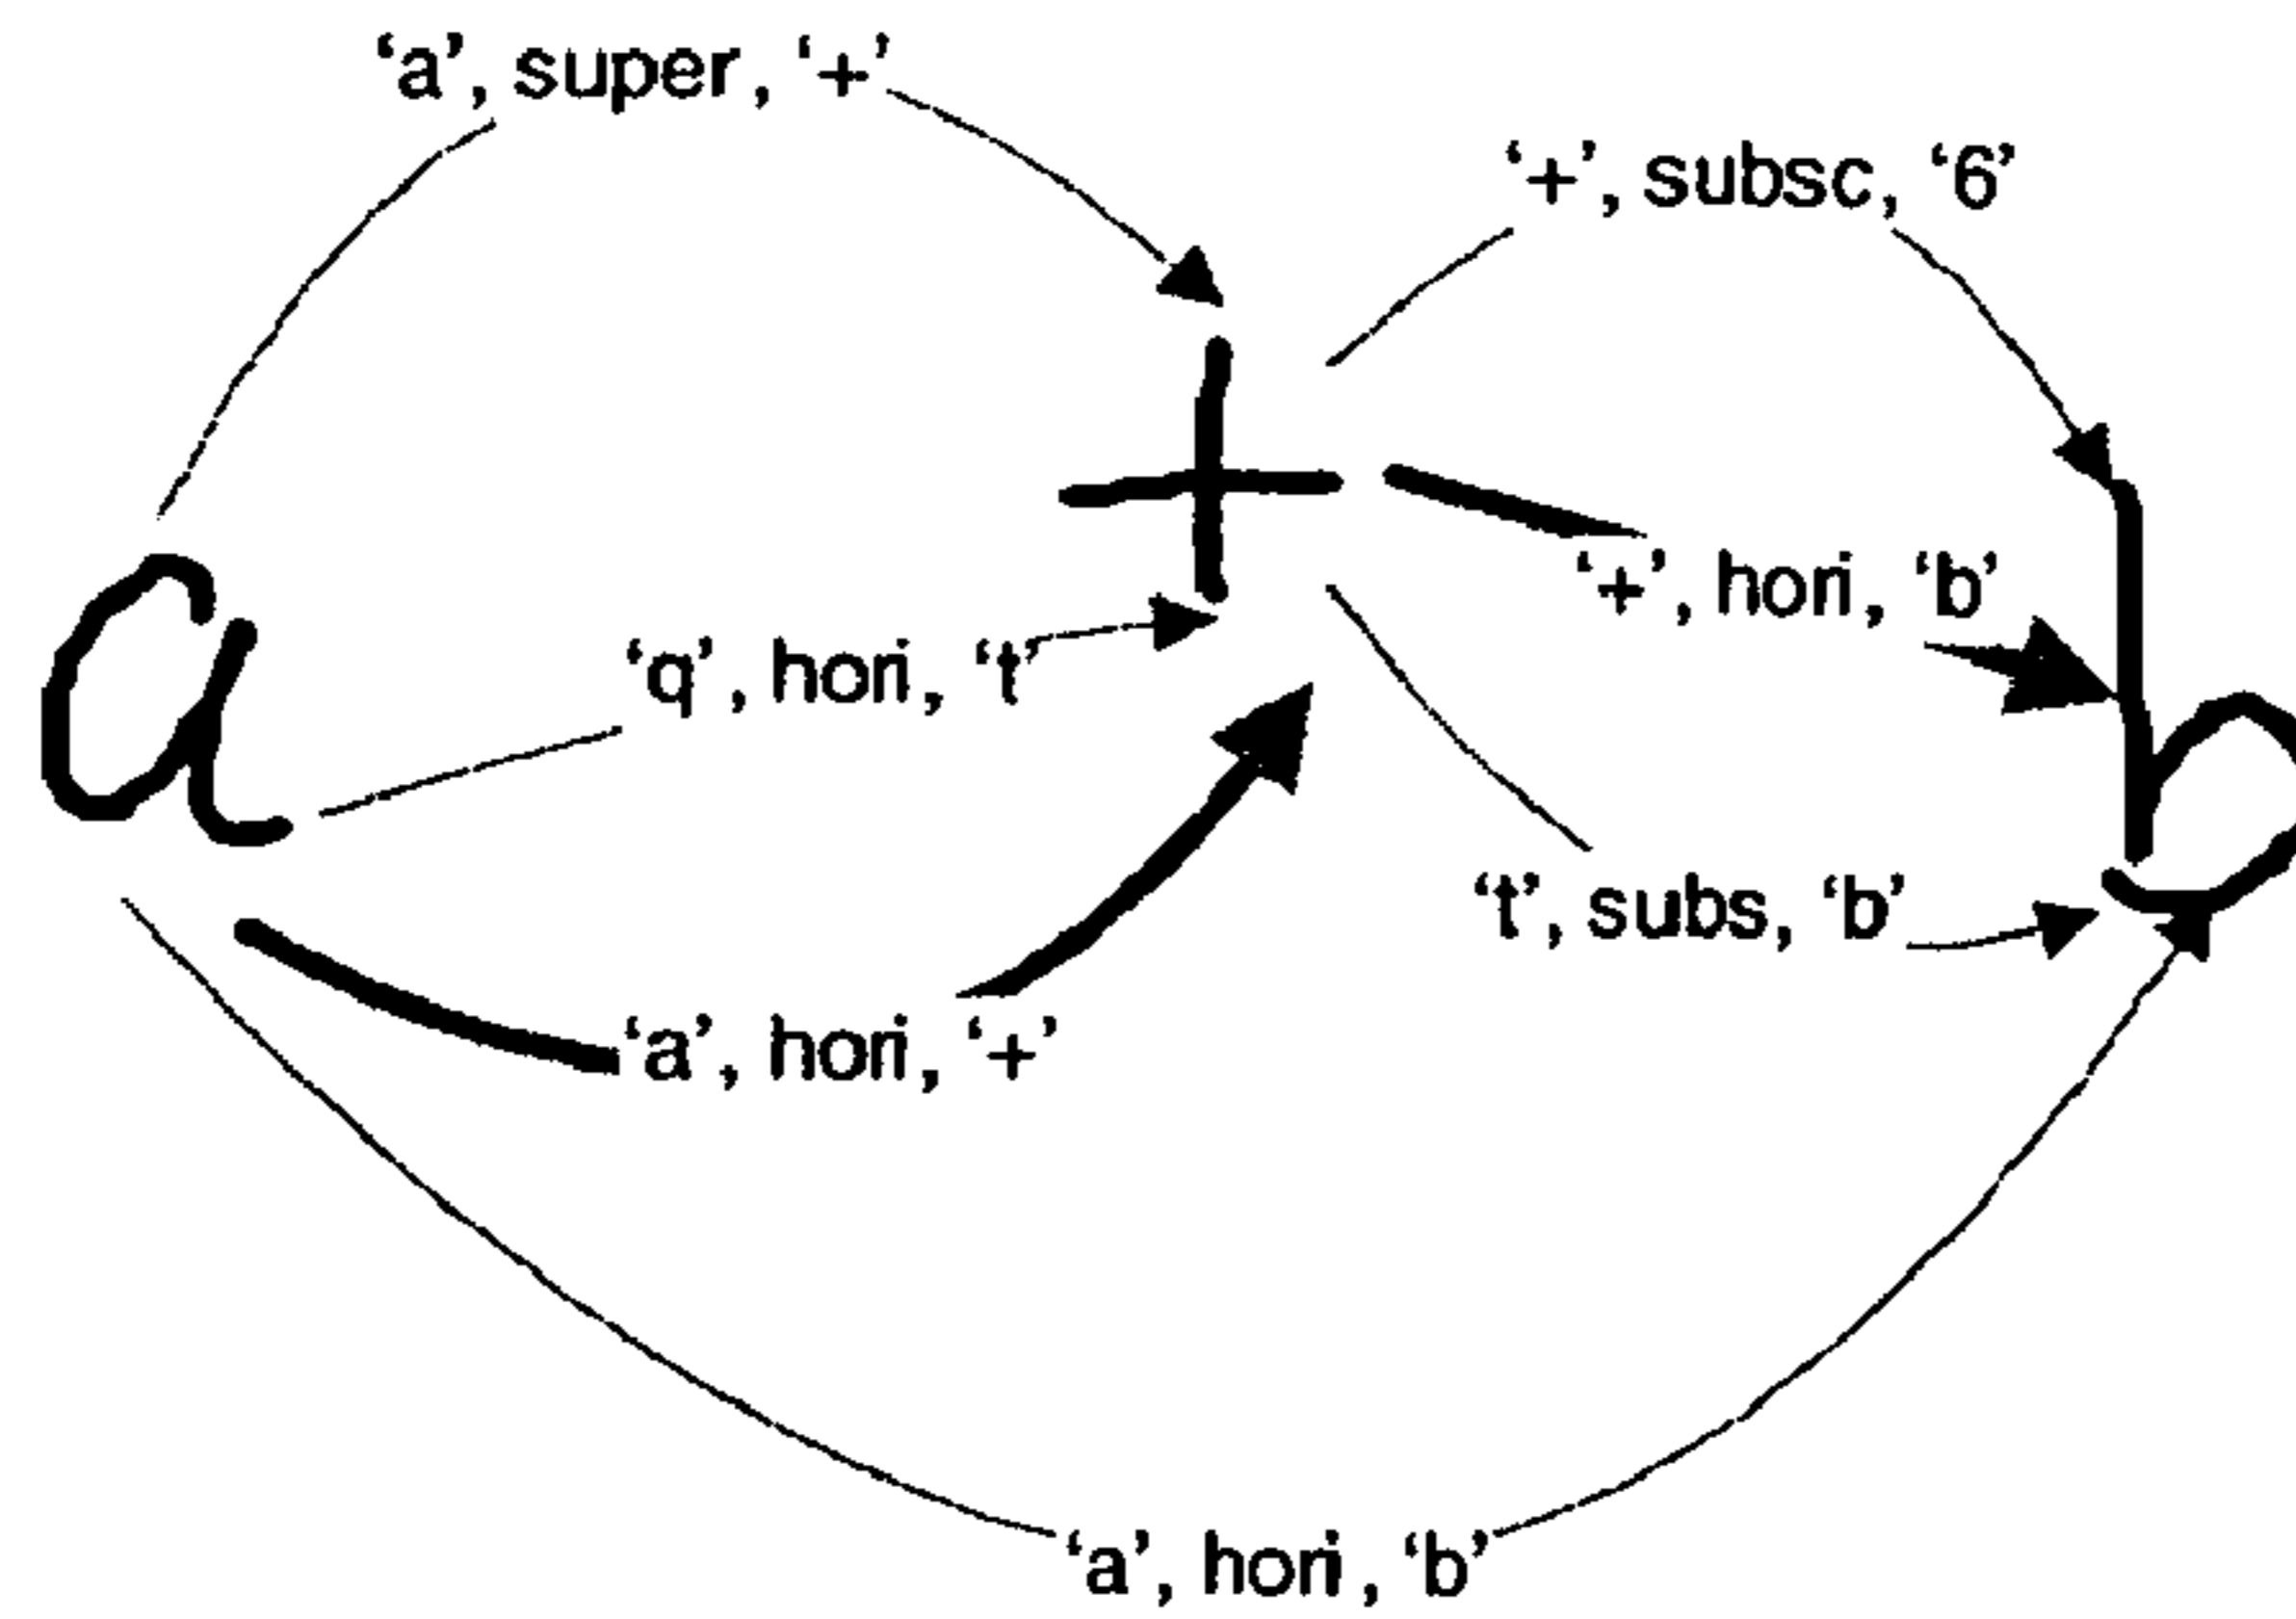 ‘a’, super, ‘+’
‘+’, subsc, ‘6’
a + b
‘+’, hori, ‘b’
‘q’, hori, ‘t’
‘t’, subs, ‘b’
‘a’, hori, ‘+’
‘a’, hori, ‘b’